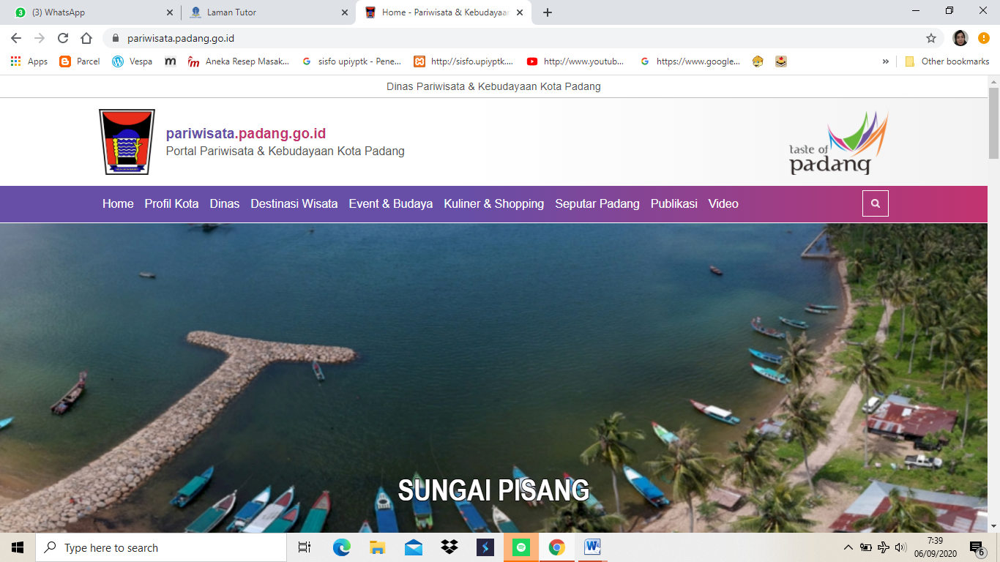 (3) WhatsApp
Laman Tutor
Home - Pariwisata & Kebudayaan
pariwisata.padang.go.id
Apps
Parcel
Vespa
m
m
Aneka Resep Masak...
sisfo upiyptk - Pene...
http://sisfo.upiyptk....
http://www.youtub...
https://www.google...
»
Other bookmarks
Dinas Pariwisata & Kebudayaan Kota Padang
pariwisata.padang.go.id
Portal Pariwisata & Kebudayaan Kota Padang
taste of
padang
Home Profil Kota Dinas Destinasi Wisata Event & Budaya Kuliner & Shopping Seputar Padang Publikasi Video
SUNGAI PISANG
Type here to search
7:39
06/09/2020
6